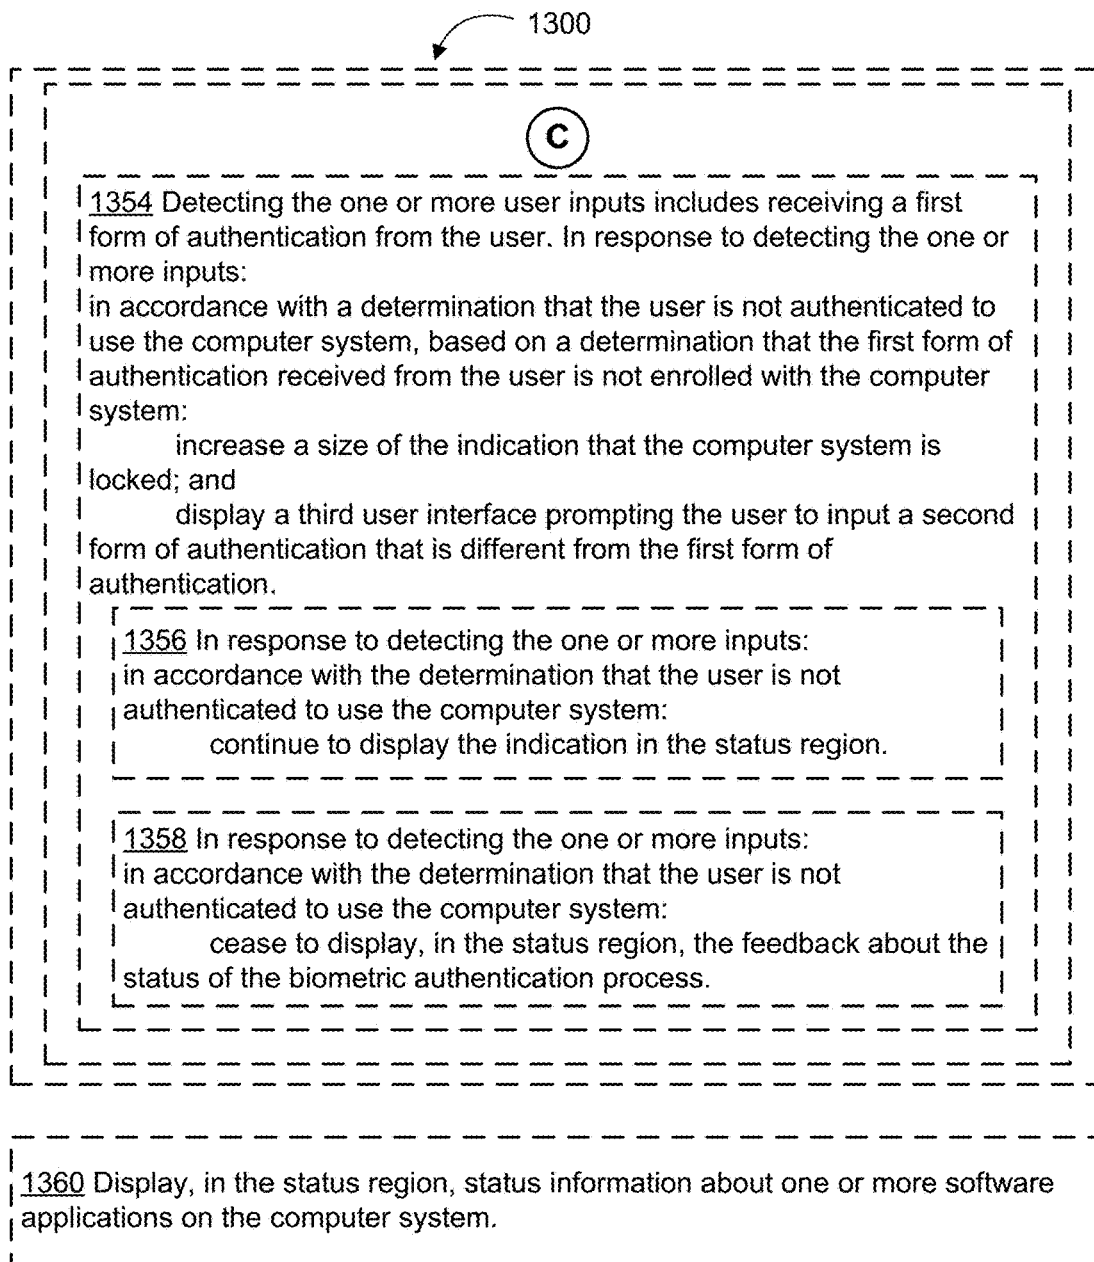 1300
C
1354 Detecting the one or more user inputs includes receiving a first
form of authentication from the user. In response to detecting the one or
more inputs:
in accordance with a determination that the user is not authenticated to
use the computer system, based on a determination that the first form of
authentication received from the user is not enrolled with the computer
system:
increase a size of the indication that the computer system is
locked; and
display a third user interface prompting the user to input a second
form of authentication that is different from the first form of
authentication.
1356 In response to detecting the one or more inputs:
in accordance with the determination that the user is not
authenticated to use the computer system:
continue to display the indication in the status region.
1358 In response to detecting the one or more inputs:
in accordance with the determination that the user is not
authenticated to use the computer system:
cease to display, in the status region, the feedback about the
status of the biometric authentication process.
1360 Display, in the status region, status information about one or more software
applications on the computer system.